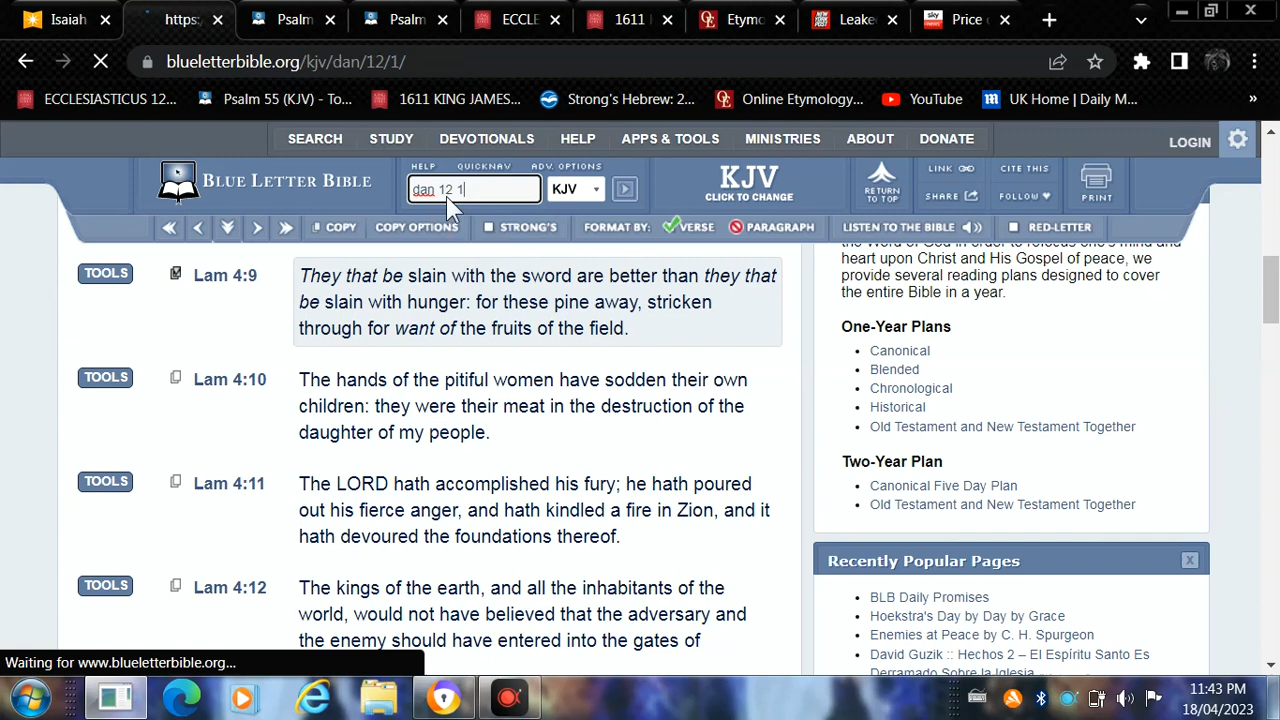 Isaiah
https:
Psalm
Psalm
ECCLE
1611
Etymo
Leake
Price
blueletterbible.org/kjv/dan/12/1/
ECCLESIASTICUS 12...
Psalm 55 (KJV) - To...
1611 KING JAMES...
Strong's Hebrew: 2...
Online Etymology...
YouTube
UK Home | Daily M...
SEARCH STUDY DEVOTIONALS HELP APPS & TOOLS MINISTRIES ABOUT DONATE LOGIN
HELP QUICKNAV ADV. OPTIONS
BLUE LETTER BIBLE
dan 12 1
KJV
KJV
CLICK TO CHANGE
RETURN
TO TOP
LINK
CITE THIS
SHARE
FOLLOW
PRINT
COPY COPY OPTIONS STRONG'S FORMAT BY: VERSE PARAGRAPH LISTEN TO THE BIBLE RED-LETTER
TOOLS Lam 4:9 They that be slain with the sword are better than they that
be slain with hunger: for these pine away, stricken
through for want of the fruits of the field.
TOOLS Lam 4:10 The hands of the pitiful women have sodden their own
children: they were their meat in the destruction of the
daughter of my people.
TOOLS Lam 4:11 The LORD hath accomplished his fury; he hath poured
out his fierce anger, and hath kindled a fire in Zion, and it
hath devoured the foundations thereof.
TOOLS Lam 4:12 The kings of the earth, and all the inhabitants of the
world, would not have believed that the adversary and
the enemy should have entered into the gates of
the Word of God in order to refocus one's mind and
heart upon Christ and His Gospel of peace, we
provide several reading plans designed to cover
the entire Bible in a year.
One-Year Plans
Canonical
Blended
Chronological
Historical
Old Testament and New Testament Together
Two-Year Plan
Canonical Five Day Plan
Old Testament and New Testament Together
Recently Popular Pages
BLB Daily Promises
Hoekstra's Day by Day by Grace
Enemies at Peace by C. H. Spurgeon
David Guzik :: Hechos 2 – El Espíritu Santo Es
Derramado Sobre la Iglesia
Waiting for www.blueletterbible.org...
11:43 PM
18/04/2023